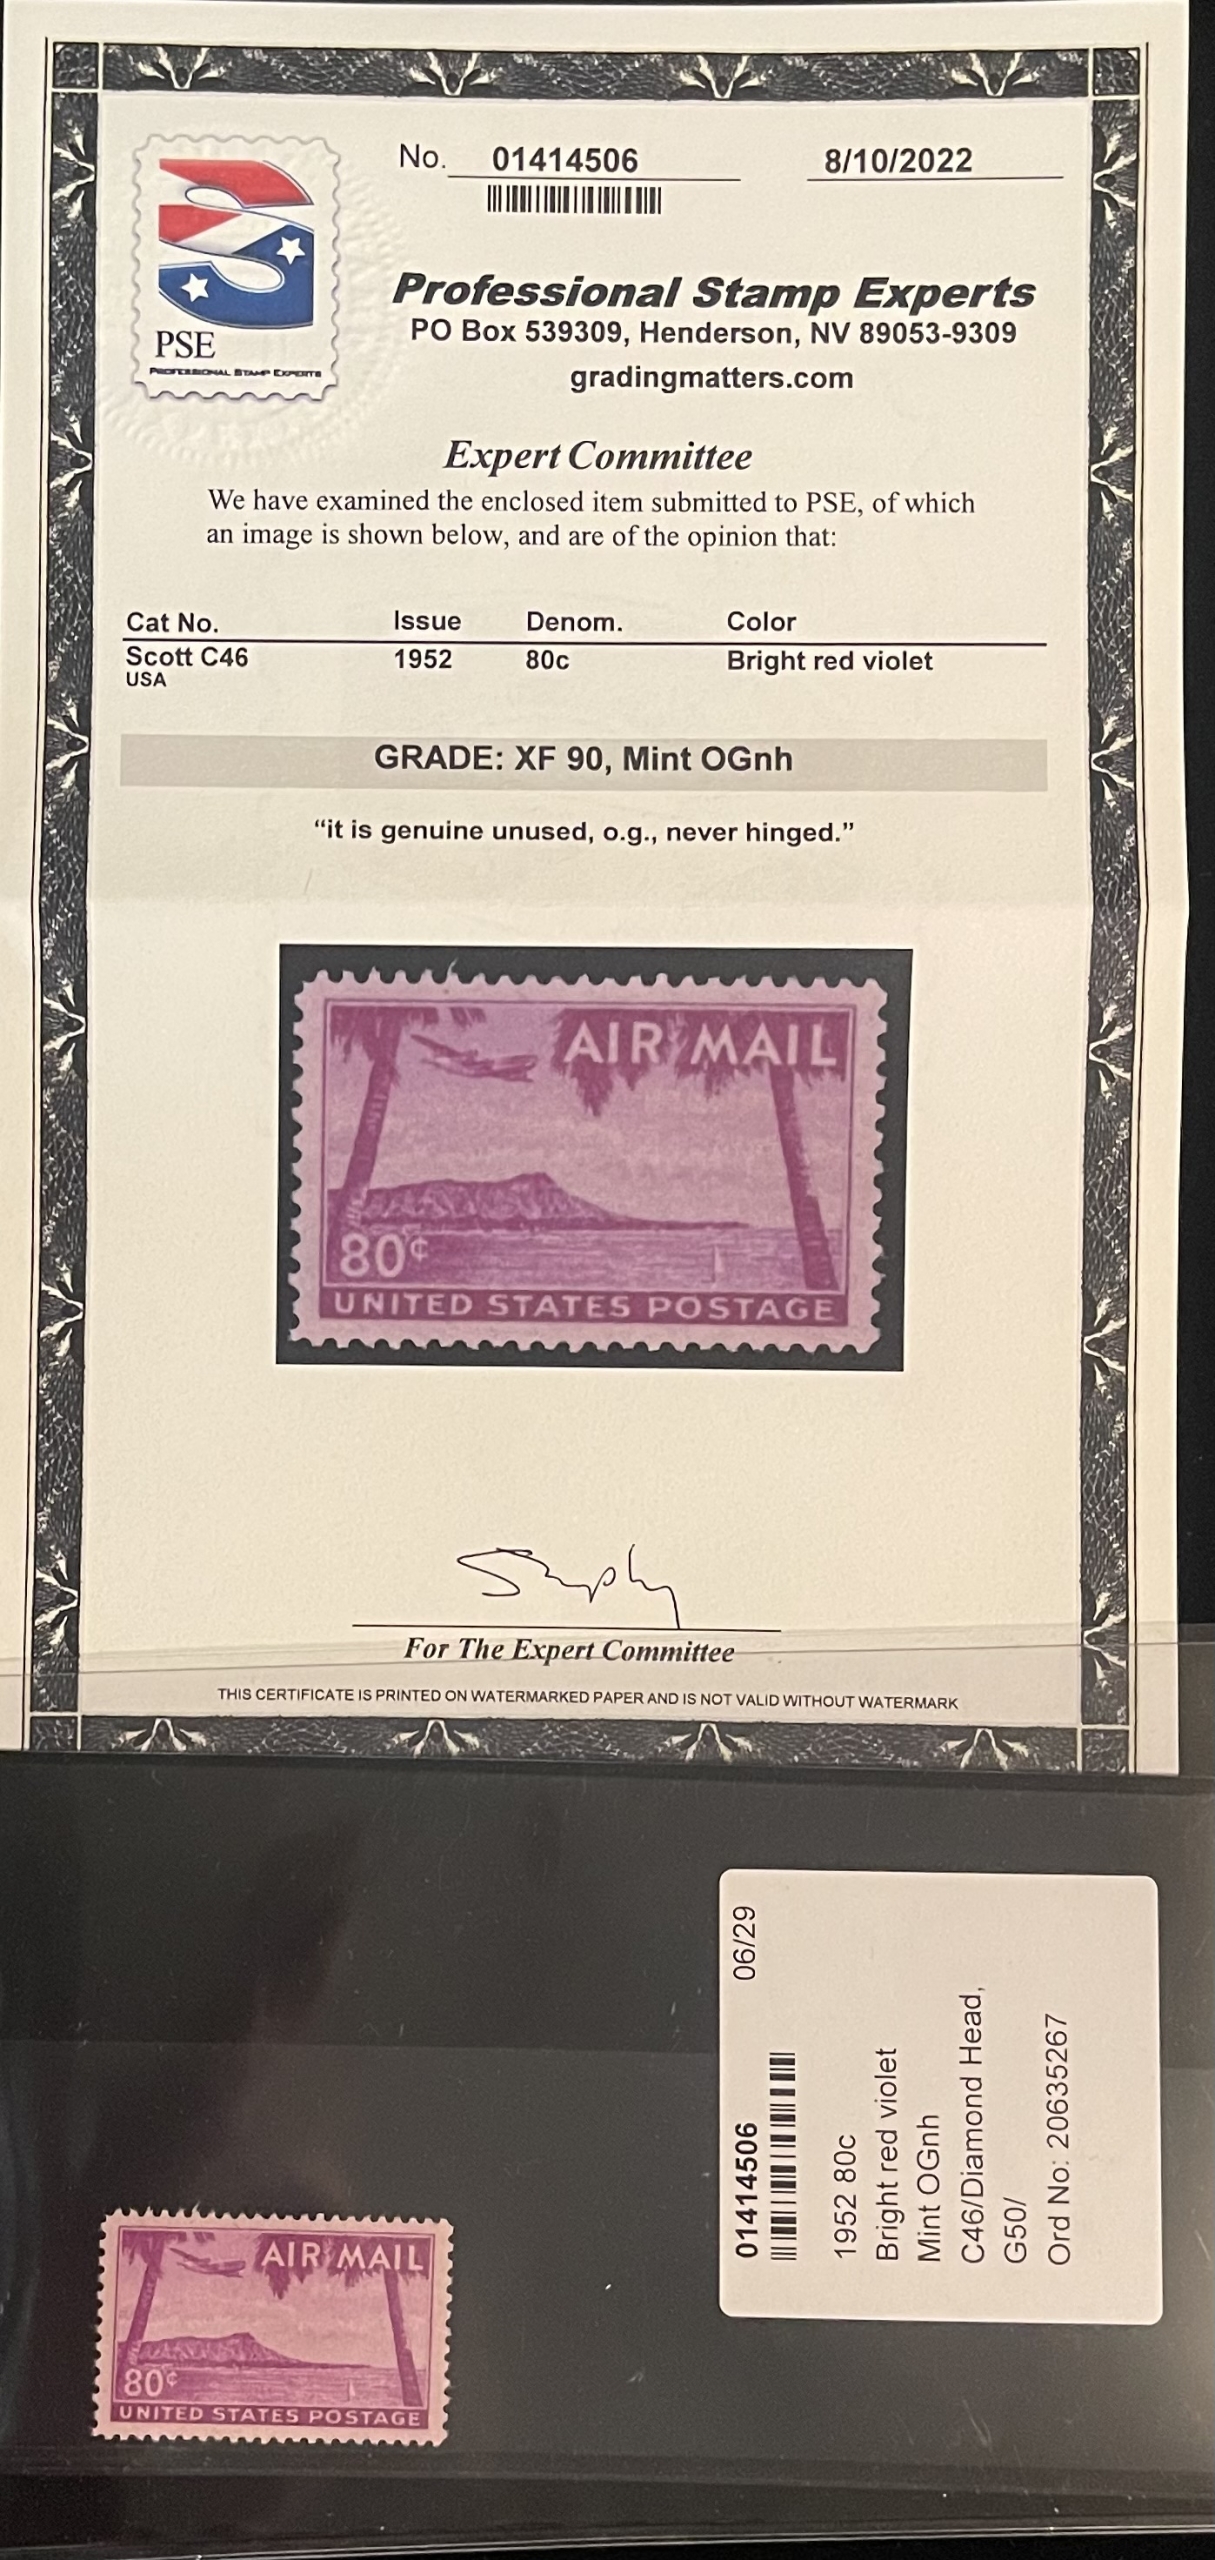 No. 01414506 8/10/2022
PSE
PROFESSIONAL STAMP EXPERTS
Professional Stamp Experts
PO Box 539309, Henderson, NV 89053-9309
gradingmatters.com
Expert Committee
We have examined the enclosed item submitted to PSE, of which
an image is shown below, and are of the opinion that:
Cat No. Issue Denom. Color
Scott C46 1952 80c Bright red violet
USA
GRADE: XF 90, Mint OGnh
“it is genuine unused, o.g., never hinged.”
AIR MAIL
80¢
UNITED STATES POSTAGE
For The Expert Committee
THIS CERTIFICATE IS PRINTED ON WATERMARKED PAPER AND IS NOT VALID WITHOUT WATERMARK
01414506 06/29
1952 80c
Bright red violet
Mint OGnh
C46/Diamond Head,
G50/
Ord No: 20635267
AIR MAIL
80¢
UNITED STATES POSTAGE